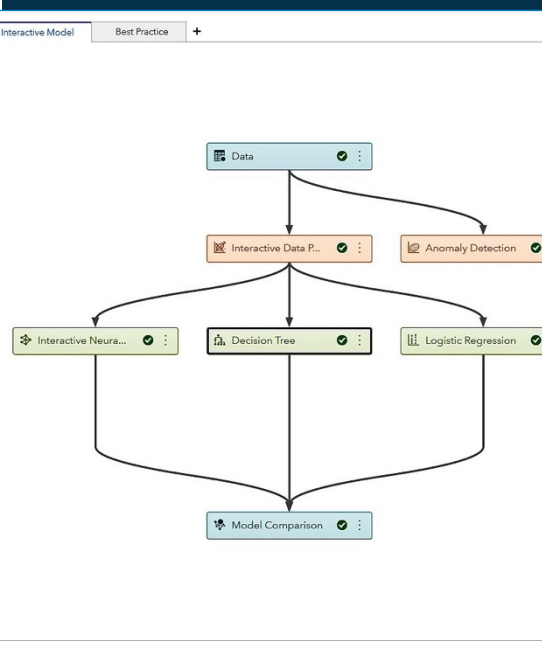 Interactive Model
Best Practice
+
Data
Interactive Data P...
Anomaly Detection
Interactive Neura...
Decision Tree
Logistic Regression
Model Comparison